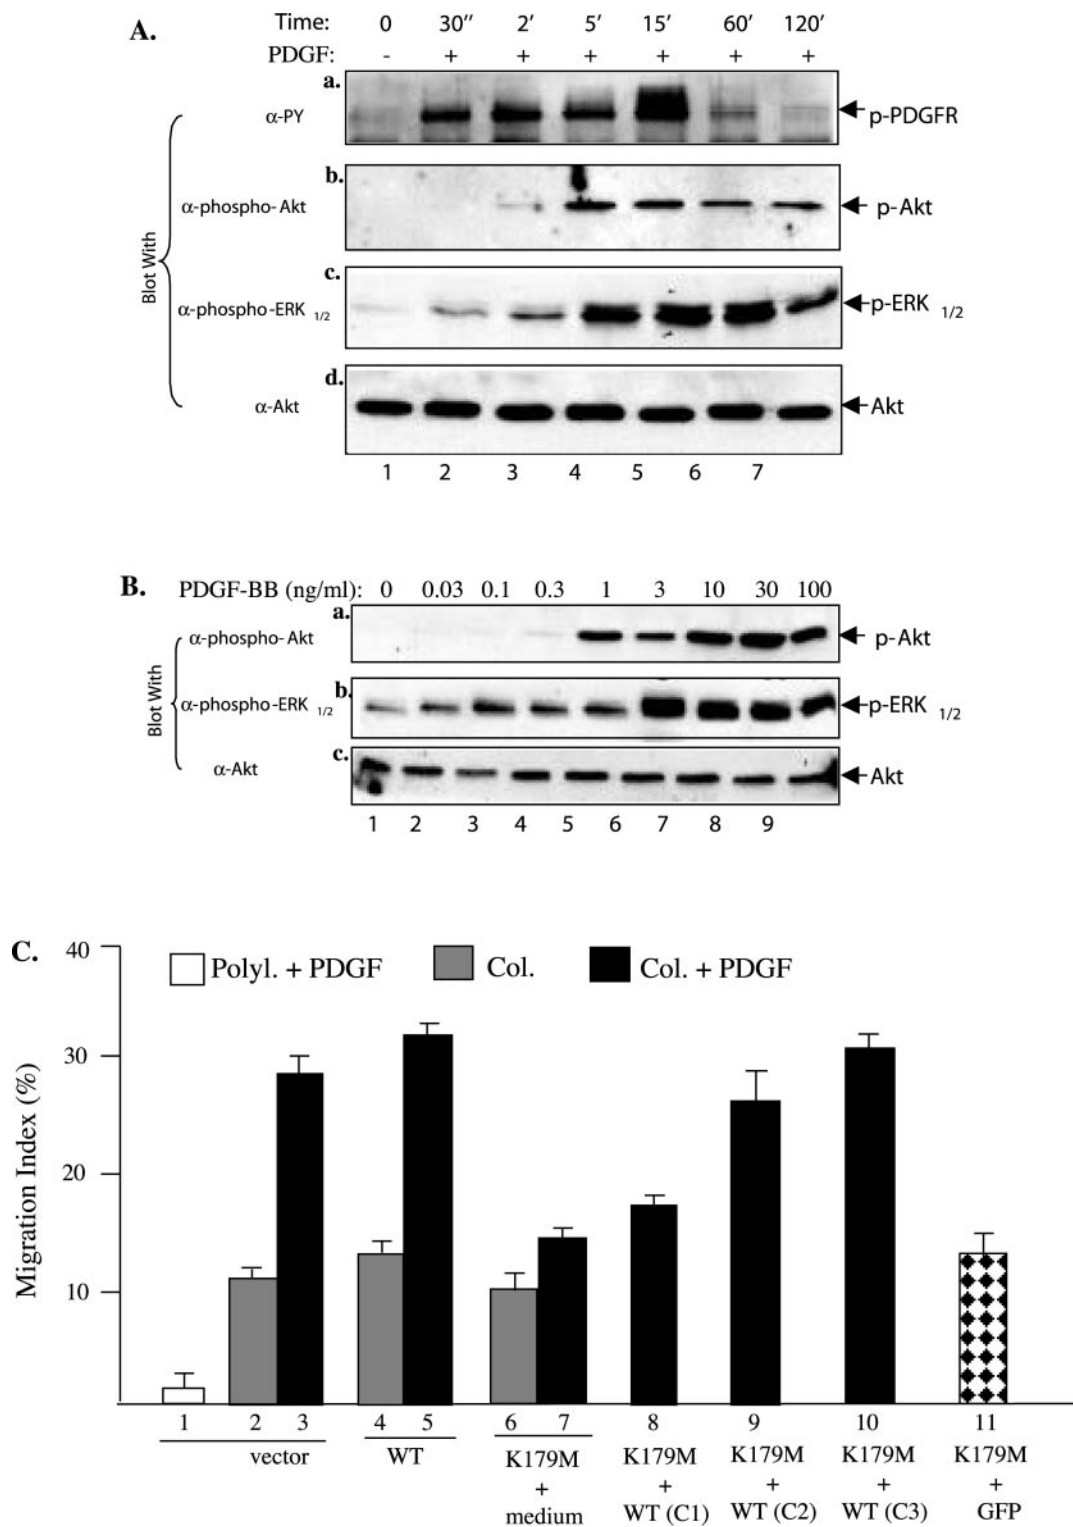 A.
Time: 0 30″ 2′ 5′ 15′ 60′ 120′
PDGF: - + + + + + +
a.
α-PY
p-PDGFR
b.
α-phospho-Akt
p-Akt
Blot With
c.
α-phospho-ERK 1/2
p-ERK 1/2
d.
α-Akt
Akt
1 2 3 4 5 6 7
B.
PDGF-BB (ng/ml): 0 0.03 0.1 0.3 1 3 10 30 100
a.
α-phospho-Akt
p-Akt
Blot With
b.
α-phospho-ERK 1/2
p-ERK 1/2
c.
α-Akt
Akt
1 2 3 4 5 6 7 8 9
C.
Polyl. + PDGF Col. Col. + PDGF
Migration Index (%)
40
30
20
10
1 2 3 4 5 6 7 8 9 10 11
vector WT K179M K179M K179M K179M K179M
+ + + + +
medium WT (C1) WT (C2) WT (C3) GFP